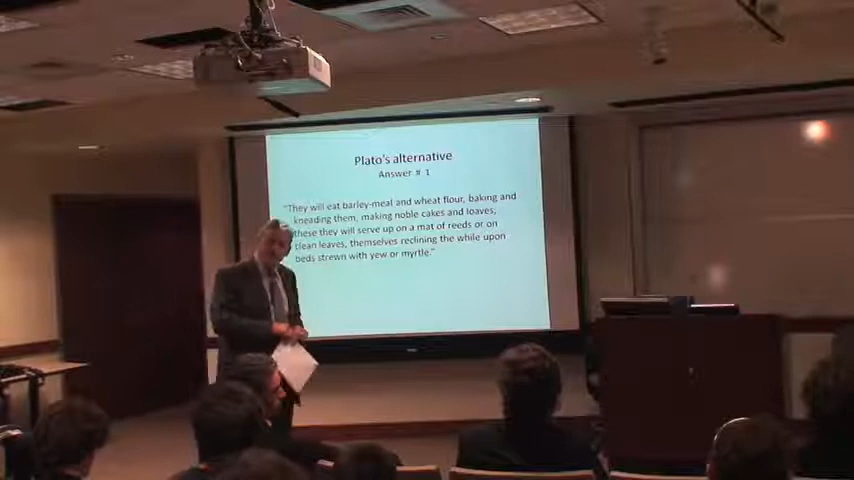 Plato's alternative
Answer # 1
"They will eat barley-meal and wheat flour, baking and
kneading them, making noble cakes and loaves,
these they will serve up on a mat of reeds or on
clean leaves, themselves reclining the while upon
beds strewn with yew or myrtle."